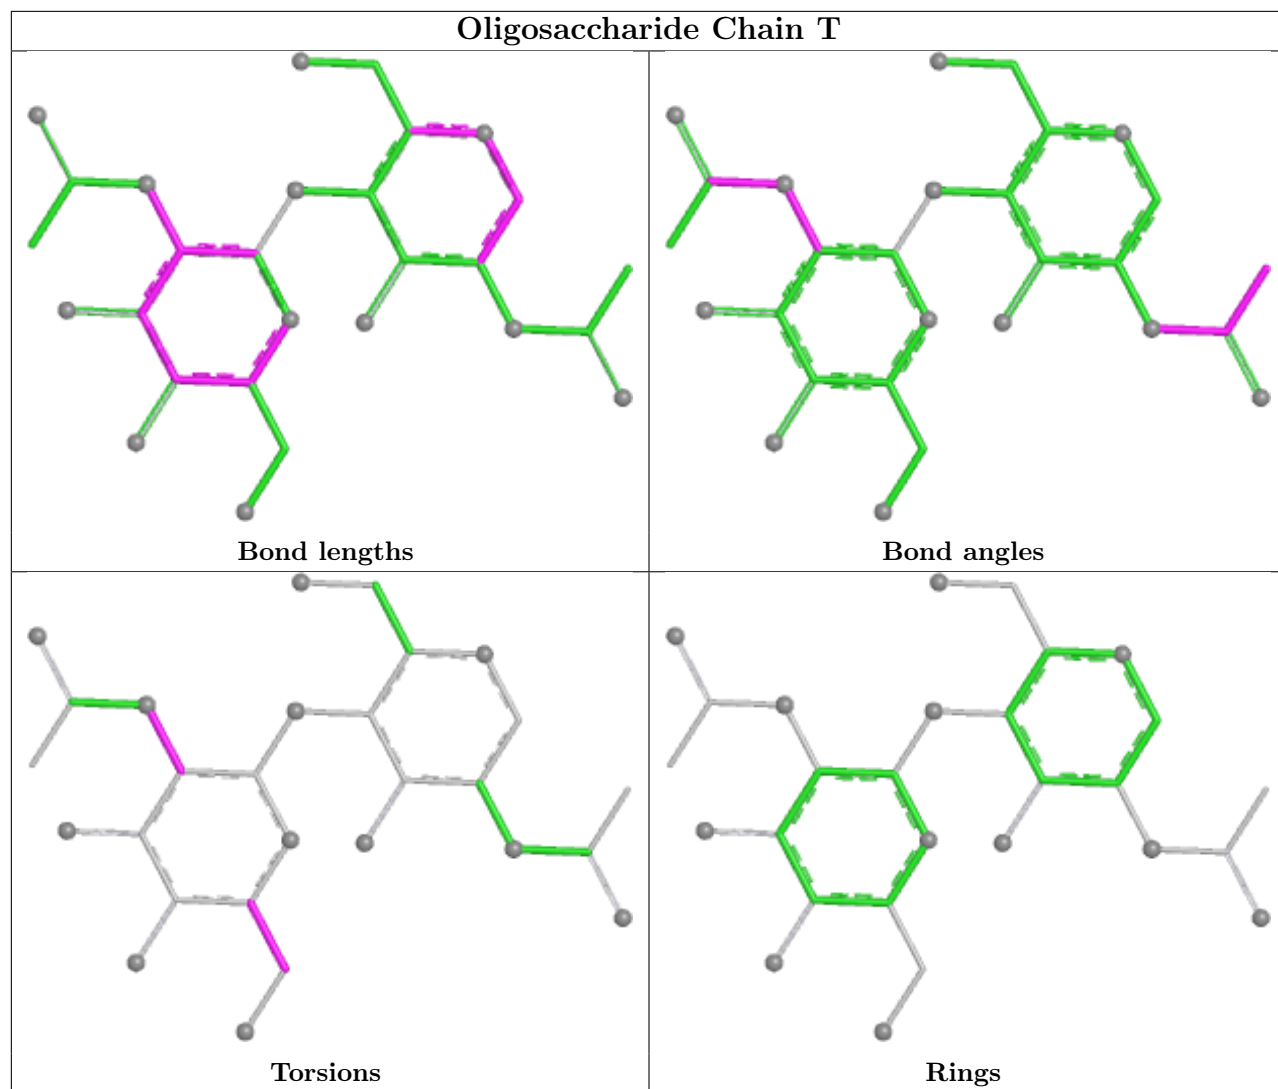 Oligosaccharide Chain T
Bond lengths
Bond angles
Torsions
Rings